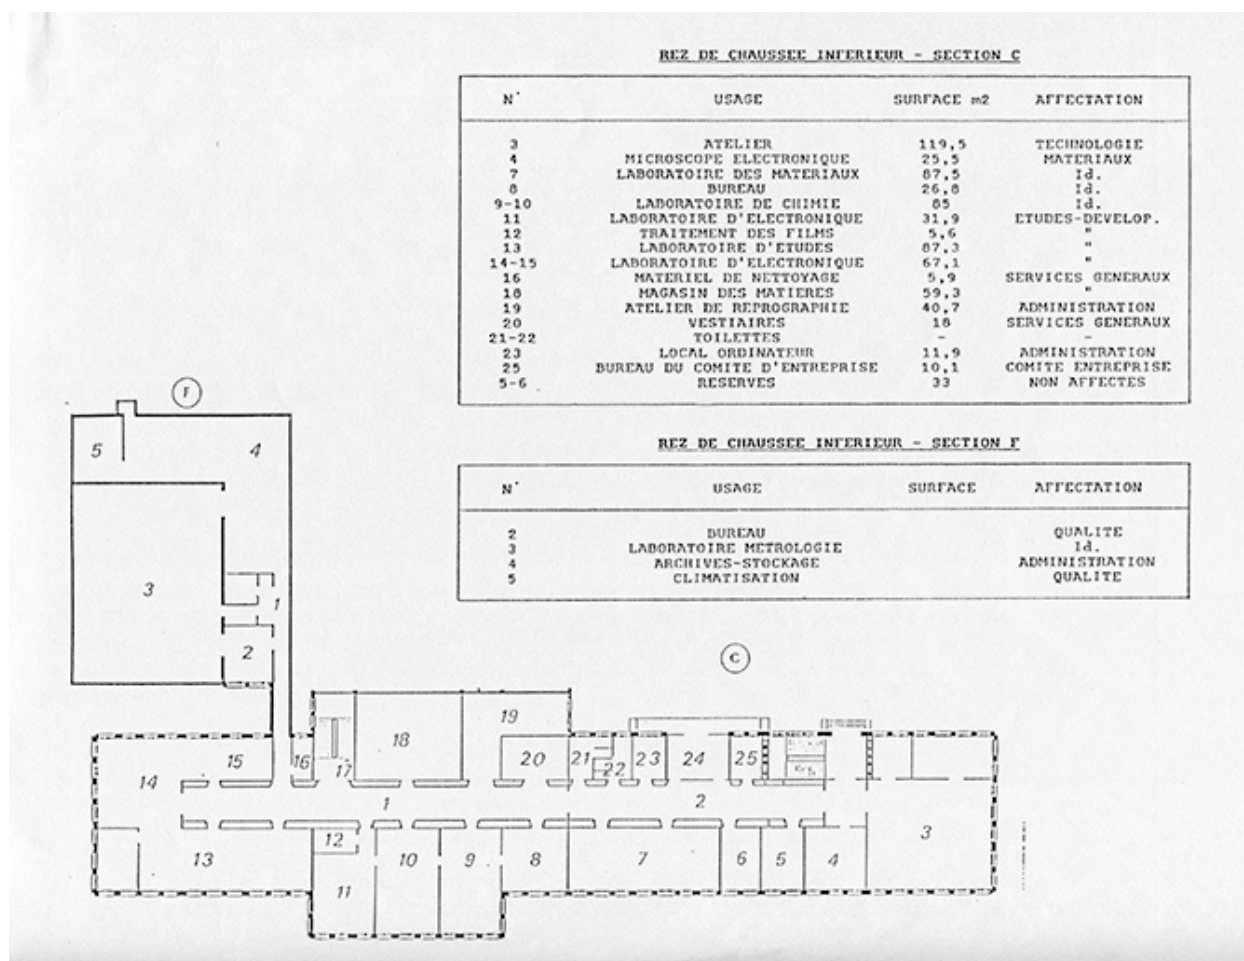 REZ DE CHAUSSEE INFERIEUR - SECTION C
N° USAGE SURFACE m2 AFFECTATION
3 ATELIER 119,5 TECHNOLOGIE
4 MICROSCOPE ELECTRONIQUE 25,5 MATERIAUX
7 LABORATOIRE DES MATERIAUX 87,5 Id.
8 BUREAU 26,8 Id.
9-10 LABORATOIRE DE CHIMIE 85 Id.
11 LABORATOIRE D'ELECTRONIQUE 31,9 ETUDES-DEVELOP.
12 TRAITEMENT DES FILMS 5,6 "
13 LABORATOIRE D'ETUDES 87,3 "
14-15 LABORATOIRE D'ELECTRONIQUE 67,1 "
16 MATERIEL DE NETTOYAGE 5,9 SERVICES GENERAUX
18 MAGASIN DES MATIERES 59,3 "
19 ATELIER DE REPROGRAPHIE 40,7 ADMINISTRATION
20 VESTIAIRES 18 SERVICES GENERAUX
21-22 TOILETTES - -
23 LOCAL ORDINATEUR 11,9 ADMINISTRATION
25 BUREAU DU COMITE D'ENTREPRISE 10,1 COMITE ENTREPRISE
5-6 RESERVES 33 NON AFFECTES
REZ DE CHAUSSEE INFERIEUR - SECTION F
N° USAGE SURFACE AFFECTATION
2 BUREAU QUALITE
3 LABORATOIRE METROLOGIE Id.
4 ARCHIVES-STOCKAGE ADMINISTRATION
5 CLIMATISATION QUALITE
F
5 4
3 1
2
C
19
18 20 21 22 23 24 25
14 15 16 17
1 2
3
13 12 10 9 8 7 6 5 4
11